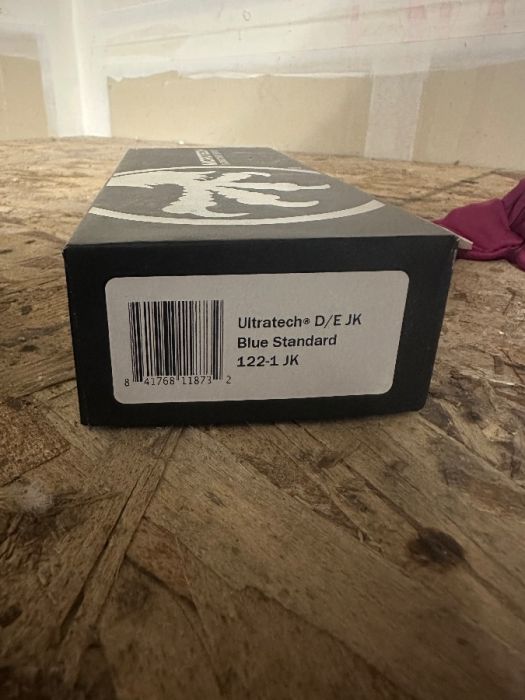 Ultratech® D/E JK
Blue Standard
122-1 JK
8 41768 11873 2